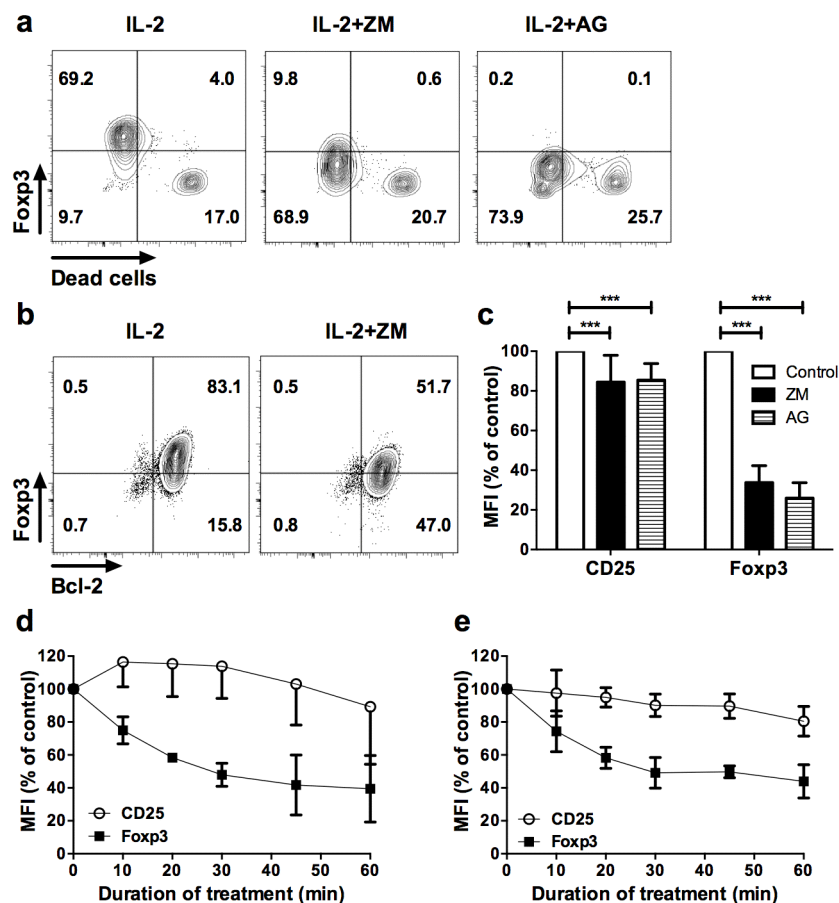 a
IL-2 IL-2+ZM IL-2+AG
69.2 4.0 9.8 0.6 0.2 0.1
Foxp3
9.7 17.0 68.9 20.7 73.9 25.7
Dead cells
b
IL-2 IL-2+ZM
0.5 83.1 0.5 51.7
Foxp3
0.7 15.8 0.8 47.0
Bcl-2
c
*** ***
*** ***
100
80
60
40
20
0
MFI (% of control)
Control
ZM
AG
CD25 Foxp3
d
120
100
80
60
40
20
0
MFI (% of control)
CD25
Foxp3
0 10 20 30 40 50 60
Duration of treatment (min)
e
120
100
80
60
40
20
0
MFI (% of control)
CD25
Foxp3
0 10 20 30 40 50 60
Duration of treatment (min)